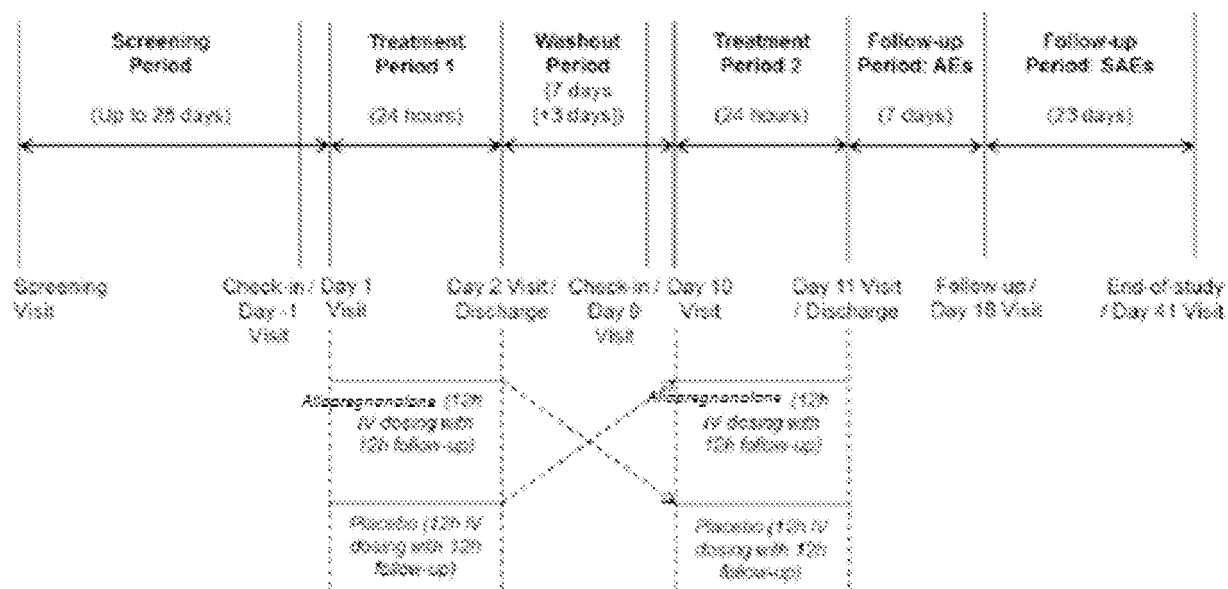 Screening
Period
(Up to 28 days)
Treatment
Period 1
(24 hours)
Washout
Period
(7 days
[+3 days])
Treatment
Period 2
(24 hours)
Follow-up
Period: AEs
(7 days)
Follow-up
Period: SAEs
(23 days)
Screening
Visit
Check-in /
Day -1
Visit
Day 1
Visit
Day 2 Visit /
Discharge
Check-in /
Day 9
Visit
Day 10
Visit
Day 11 Visit
/ Discharge
Follow-up /
Day 18 Visit
End-of-study
/ Day 41 Visit
Allopregnanolone (12h
IV dosing with
12h follow-up)
Allopregnanolone (12h
IV dosing with
12h follow-up)
Placebo (12h IV
dosing with 12h
follow-up)
Placebo (12h IV
dosing with 12h
follow-up)